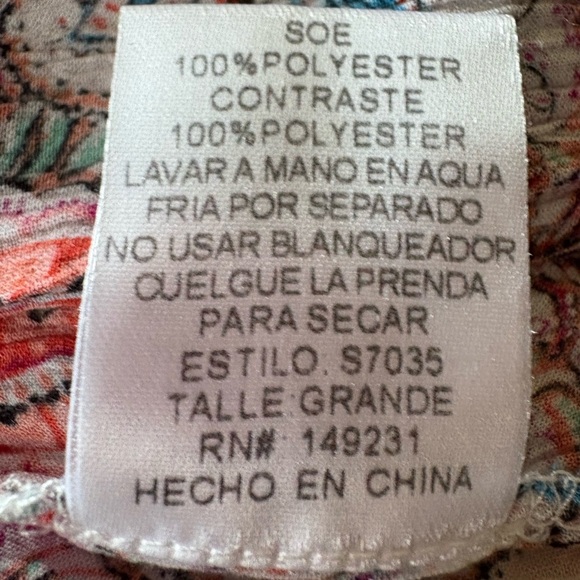 SOE
100%POLYESTER
CONTRASTE
100%POLYESTER
LAVAR A MANO EN AQUA
FRIA POR SEPARADO
NO USAR BLANQUEADOR
CUELGUE LA PRENDA
PARA SECAR
ESTILO. S7035
TALLE: GRANDE
RN#: 149231
HECHO EN CHINA